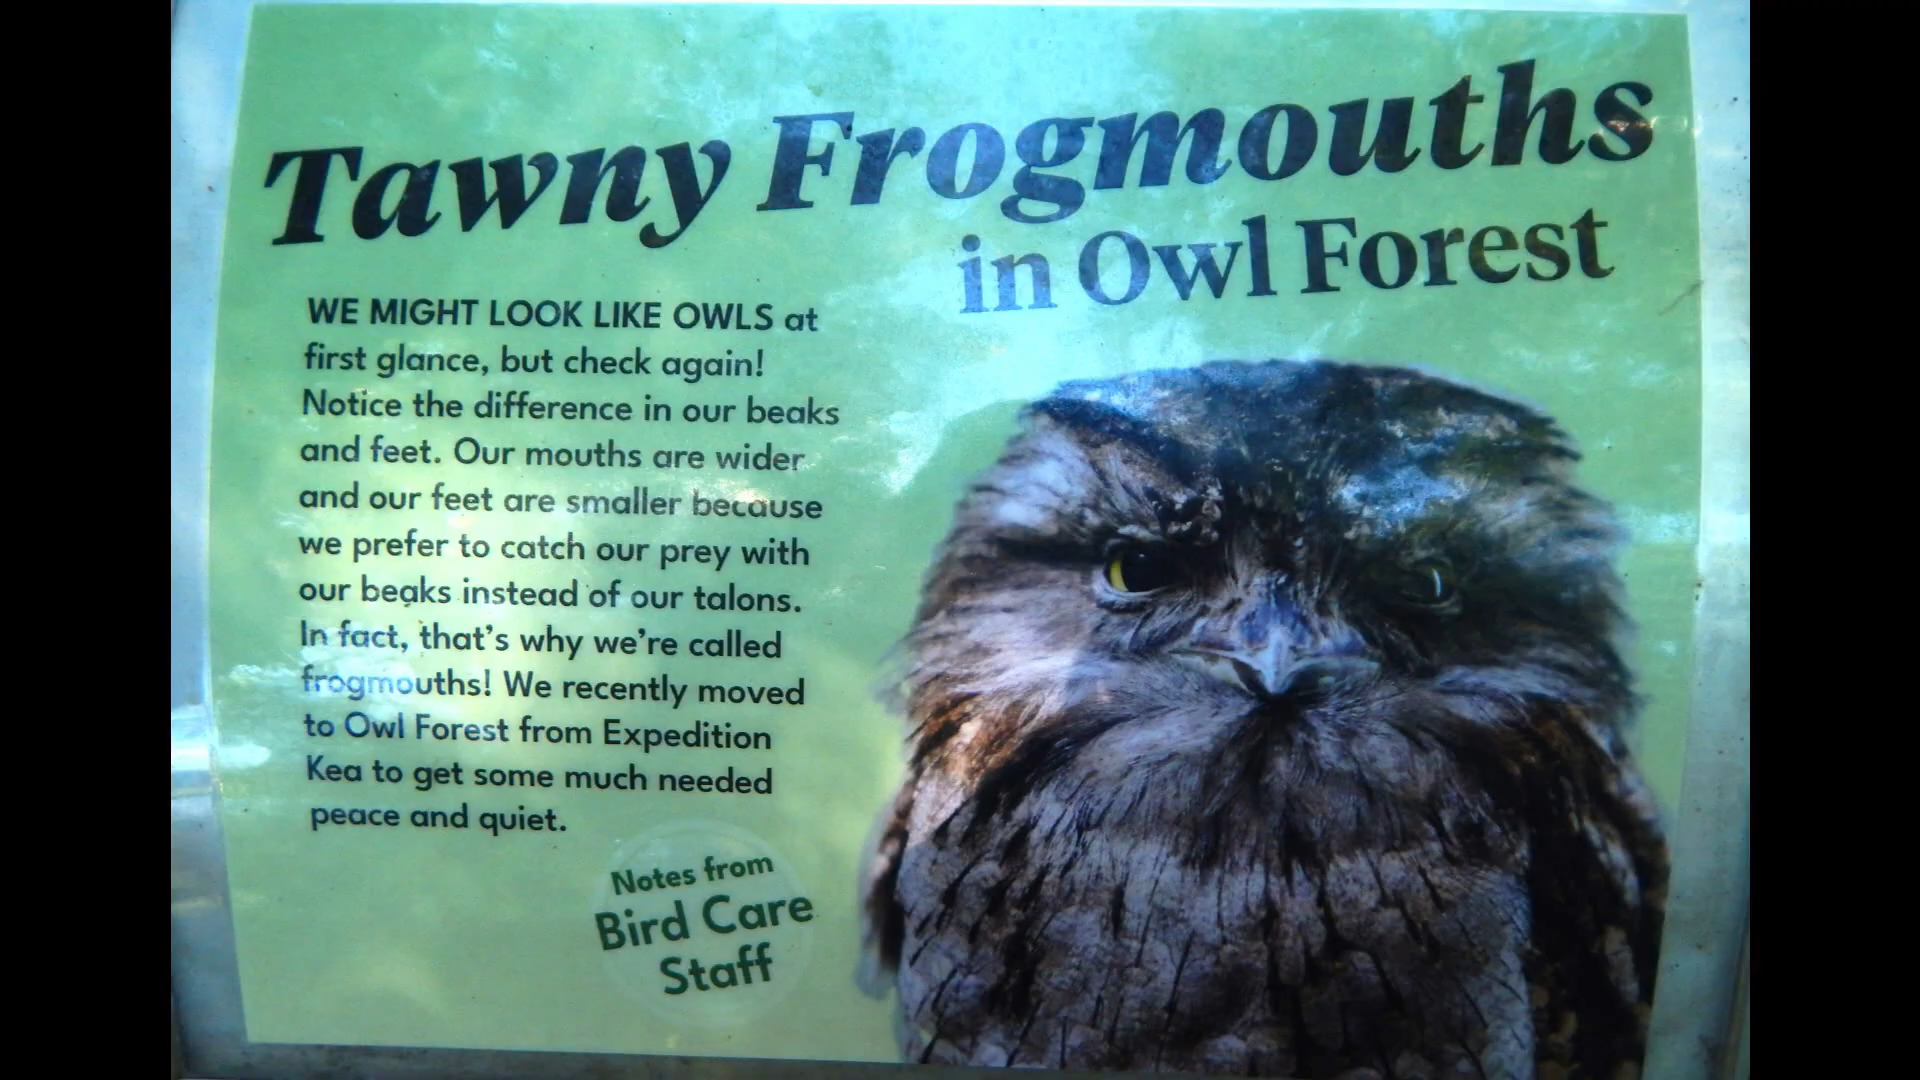 Tawny Frogmouths
in Owl Forest
WE MIGHT LOOK LIKE OWLS at
first glance, but check again!
Notice the difference in our beaks
and feet. Our mouths are wider
and our feet are smaller because
we prefer to catch our prey with
our beaks instead of our talons.
In fact, that’s why we’re called
frogmouths! We recently moved
to Owl Forest from Expedition
Kea to get some much needed
peace and quiet.
Notes from
Bird Care
Staff